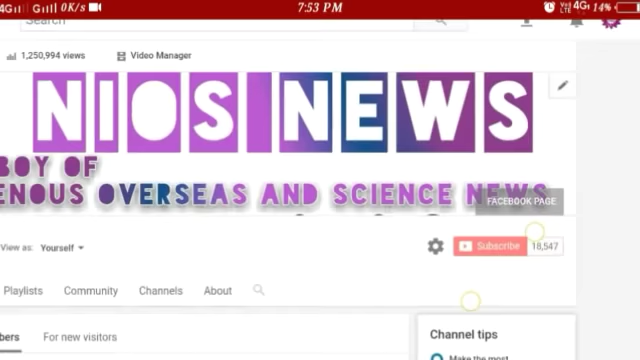 4G G 0K/s 7:53 PM VoLTE 4G 14%
Search
1,250,994 views Video Manager
NIOS NEWS
BOY OF
ENOUS OVERSEAS AND SCIENCE NEWS
FACEBOOK PAGE
View as: Yourself Subscribe 18,547
Playlists Community Channels About
bers For new visitors
Channel tips
Make the most